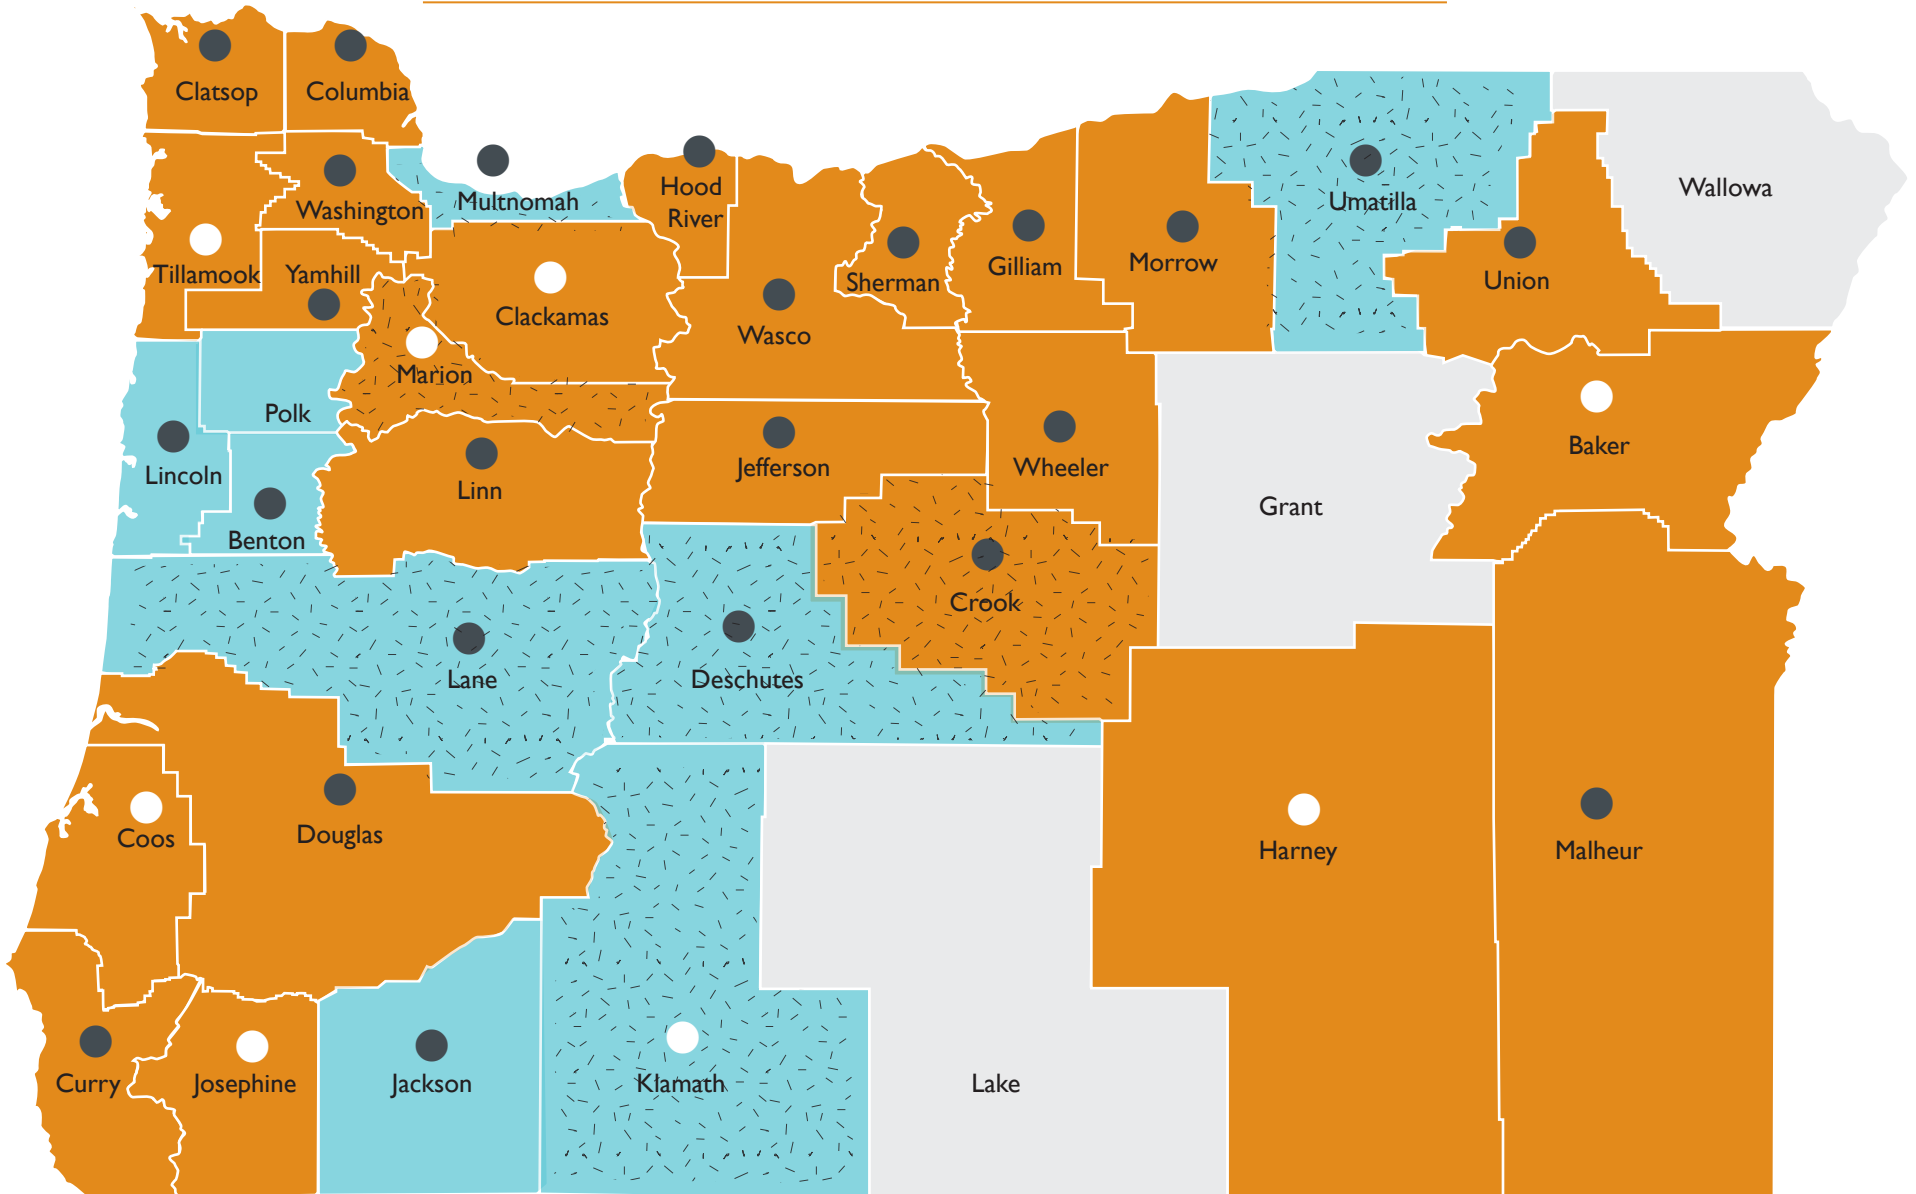 Clatsop
Columbia
Multnomah
Hood
River
Washington
Tillamook
Yamhill
Clackamas
Wasco
Sherman
Gilliam
Morrow
Umatilla
Union
Wallowa
Marion
Polk
Lincoln
Benton
Linn
Jefferson
Wheeler
Grant
Baker
Crook
Lane
Deschutes
Coos
Douglas
Harney
Malheur
Curry
Josephine
Jackson
Klamath
Lake